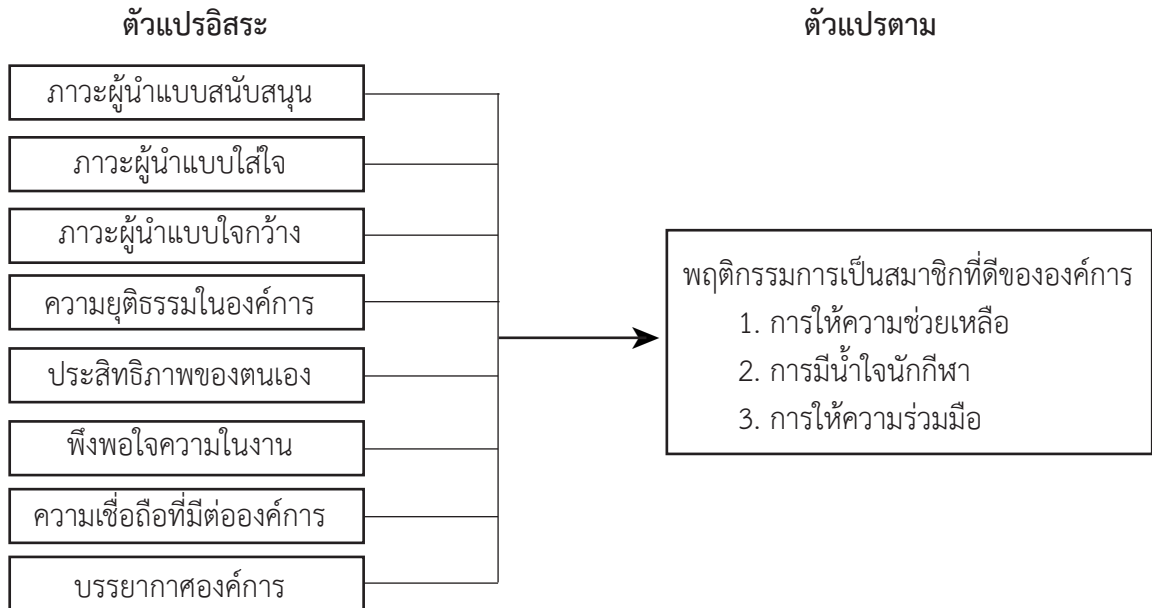 ตัวแปรอิสระ
ภาวะผู้นำแบบสนับสนุน
ภาวะผู้นำแบบใส่ใจ
ภาวะผู้นำแบบใจกว้าง
ความยุติธรรมในองค์การ
ประสิทธิภาพของตนเอง
พึงพอใจความในงาน
ความเชื่อถือที่มีต่อองค์การ
บรรยากาศองค์การ
ตัวแปรตาม
พฤติกรรมการเป็นสมาชิกที่ดีขององค์การ
1. การให้ความช่วยเหลือ
2. การมีน้ำใจนักกีฬา
3. การให้ความร่วมมือ